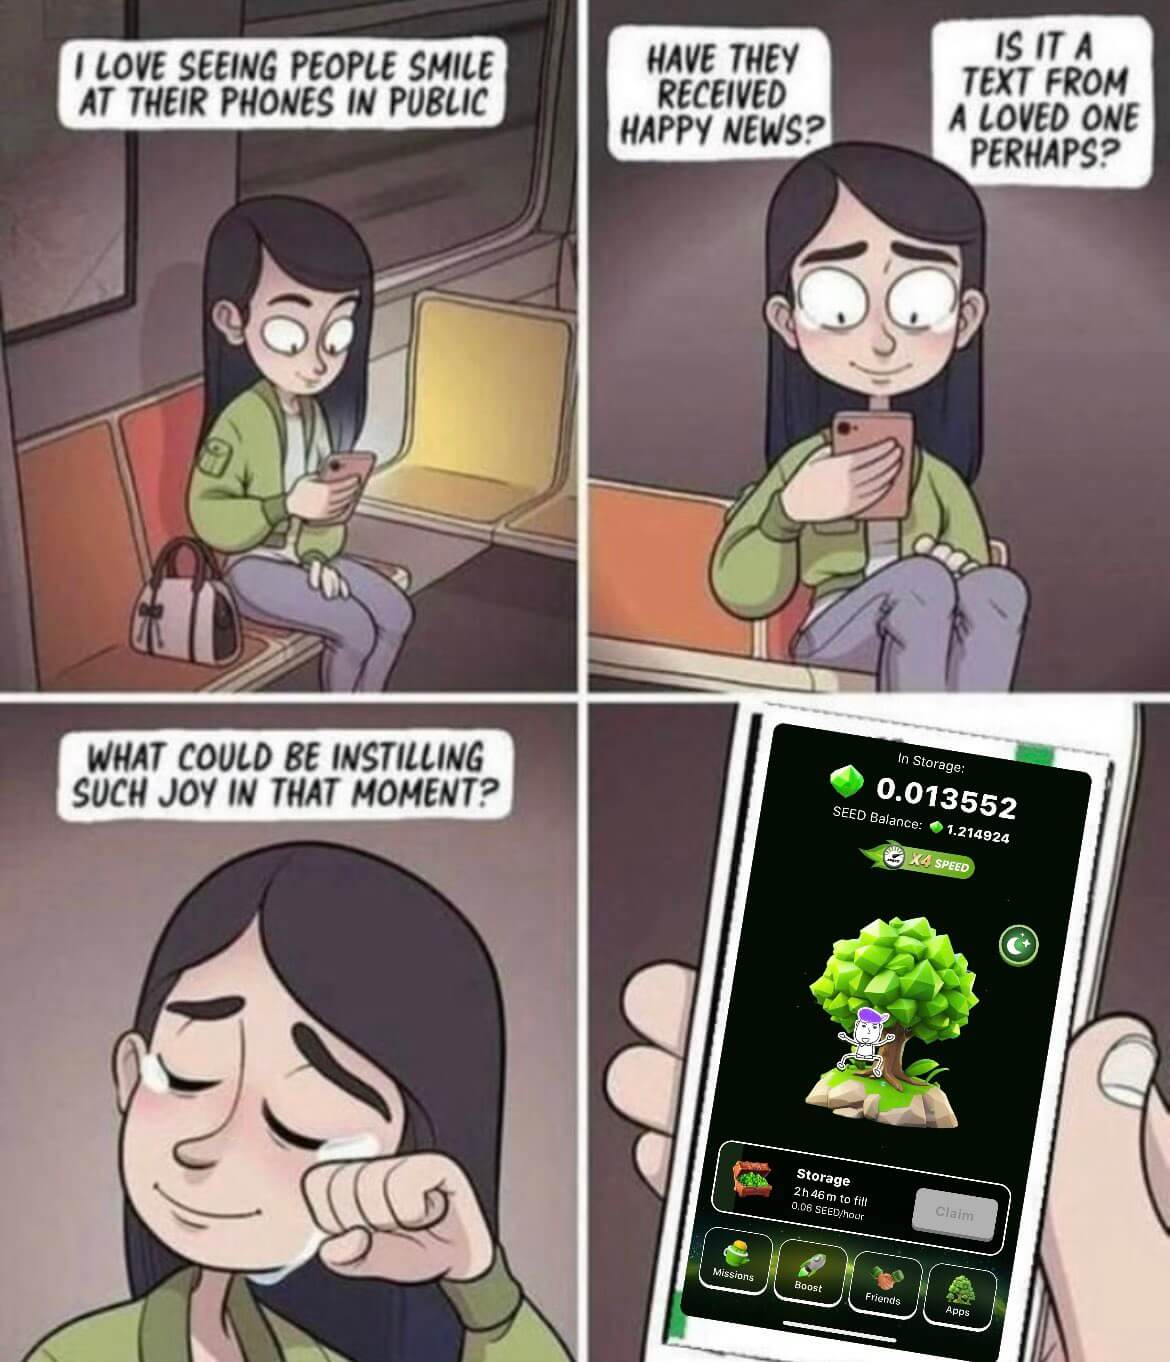 I LOVE SEEING PEOPLE SMILE
AT THEIR PHONES IN PUBLIC
HAVE THEY
RECEIVED
HAPPY NEWS?
IS IT A
TEXT FROM
A LOVED ONE
PERHAPS?
WHAT COULD BE INSTILLING
SUCH JOY IN THAT MOMENT?
In Storage:
0.013552
SEED Balance: 1.214924
X4 SPEED
Storage
2h 46m to fill
0.06 SEED/hour
Claim
Missions
Boost
Friends
Apps